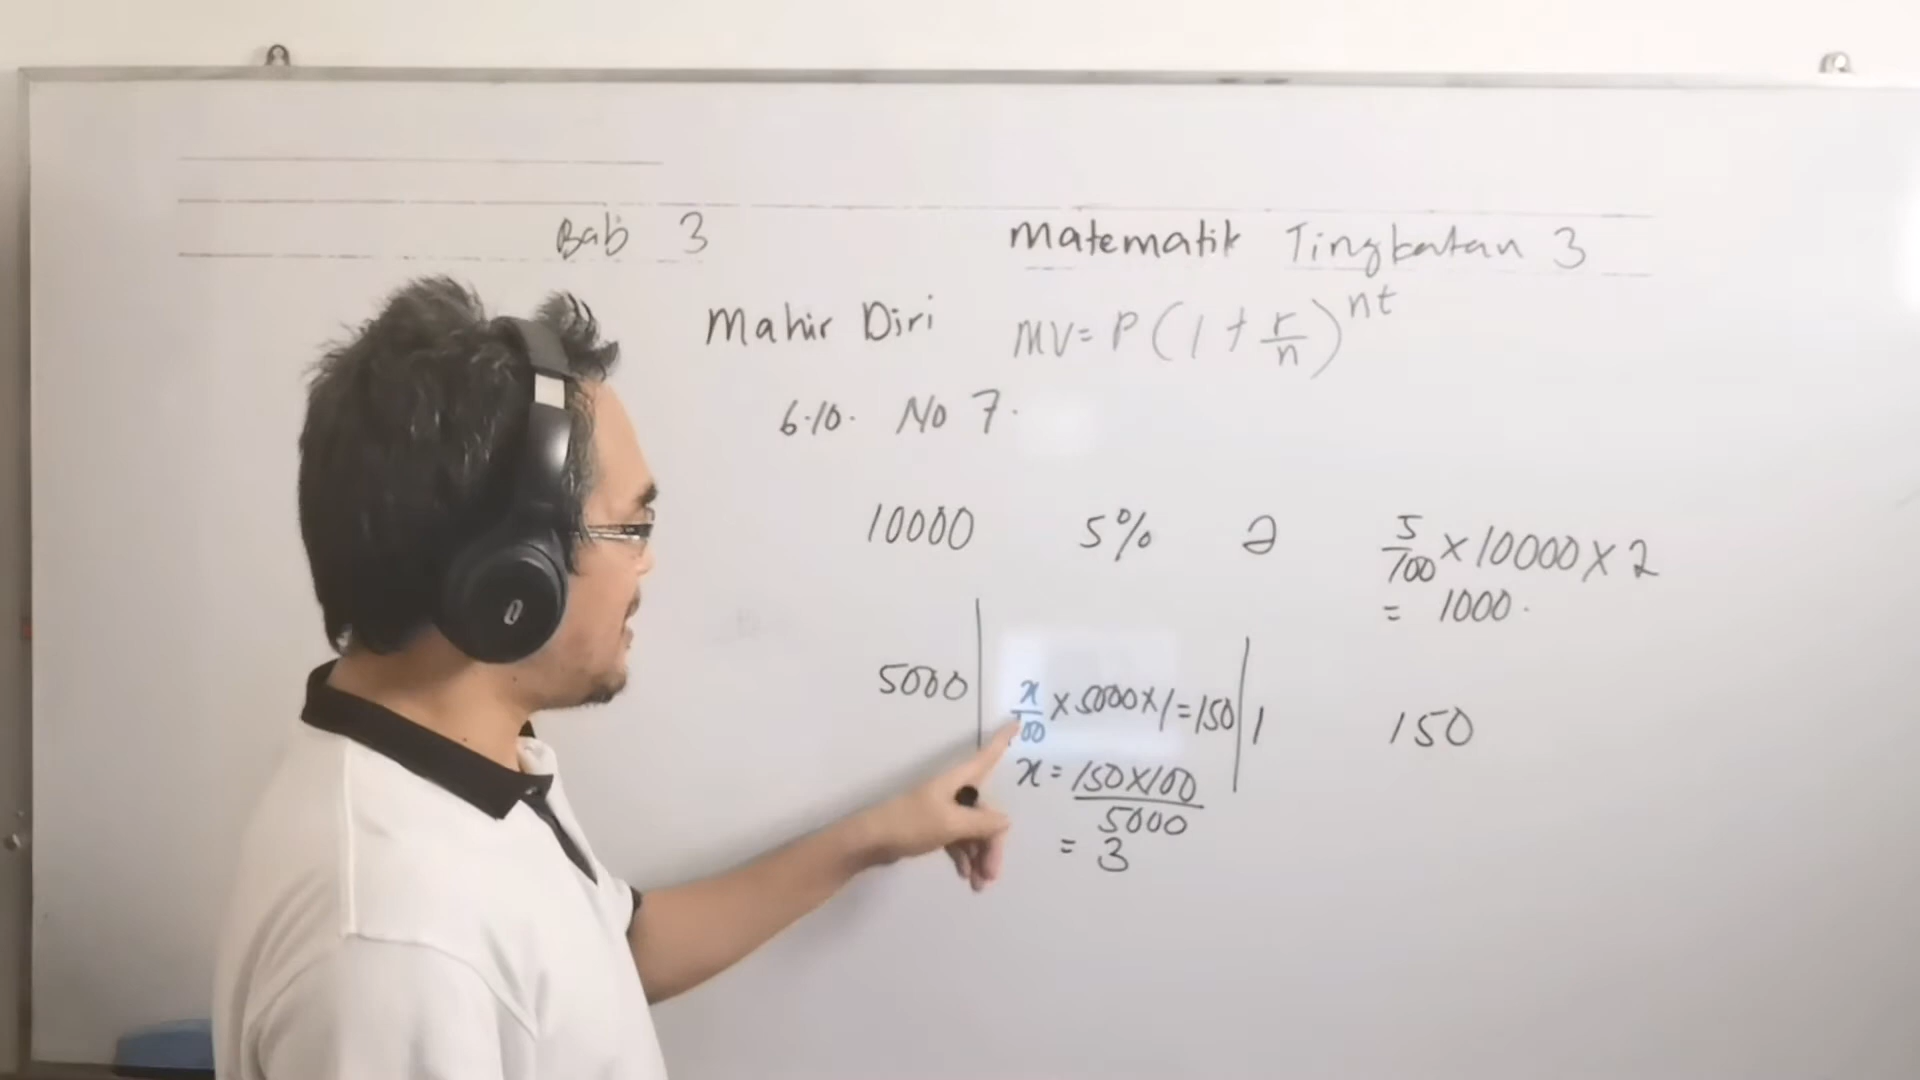 Bab 3 Matematik Tingkatan 3
Mahir Diri MV= P(1 + r/n)^nt
6.10. No 7.
10000 5% 2 5/100 × 10000 × 2
= 1000.
5000 x/100 × 5000 × 1 = 150 1 150
x = 150×100/5000
= 3